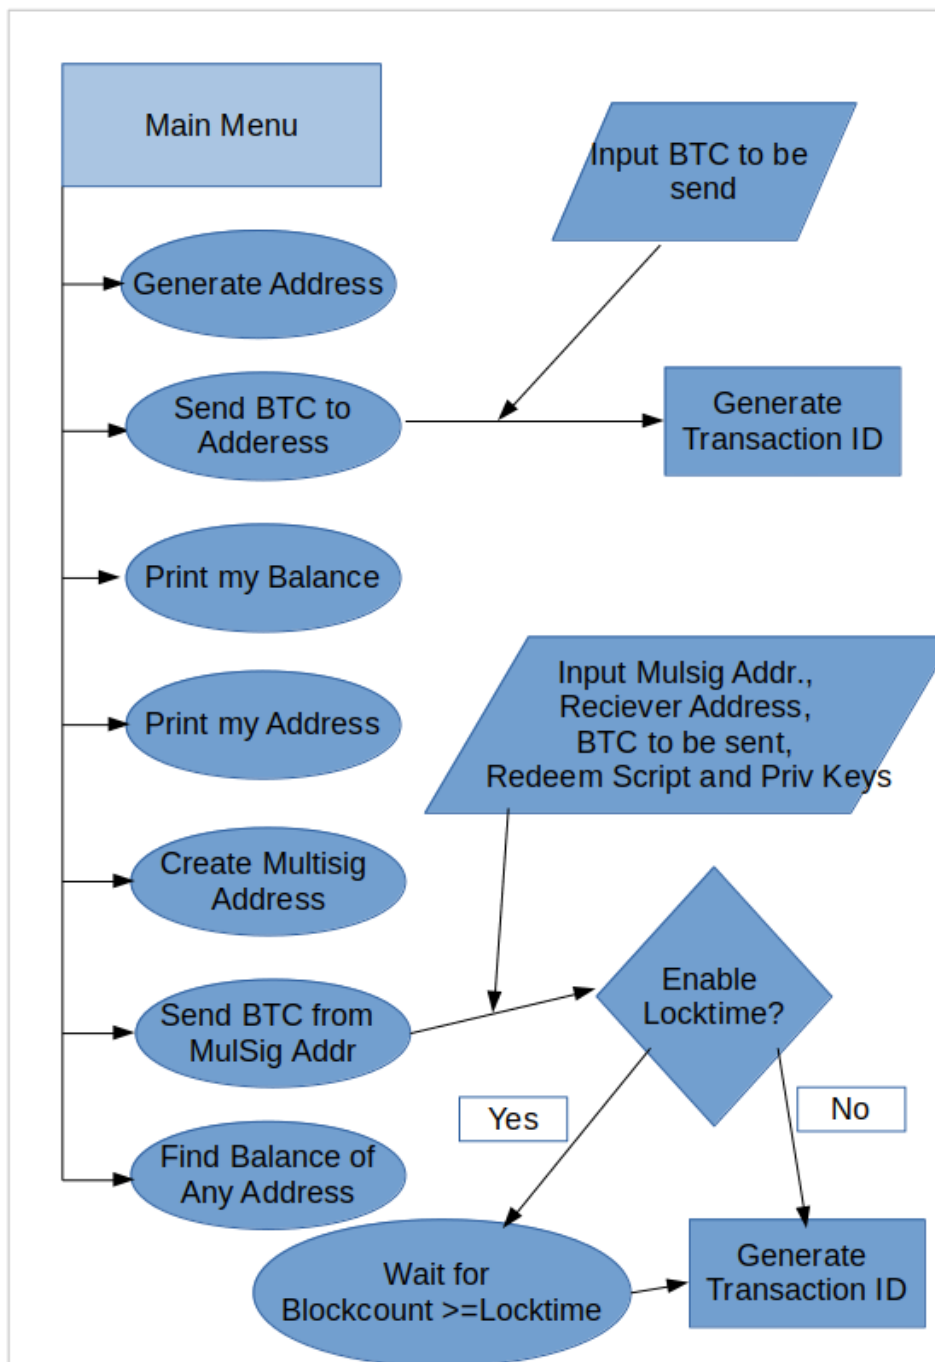 Main Menu
Input BTC to be
send
Generate Address
Send BTC to
Adderess
Generate
Transaction ID
Print my Balance
Print my Address
Input Mulsig Addr.,
Reciever Address,
BTC to be sent,
Redeem Script and Priv Keys
Create Multisig
Address
Send BTC from
MulSig Addr
Enable
Locktime?
Yes
No
Find Balance of
Any Address
Wait for
Blockcount >=Locktime
Generate
Transaction ID